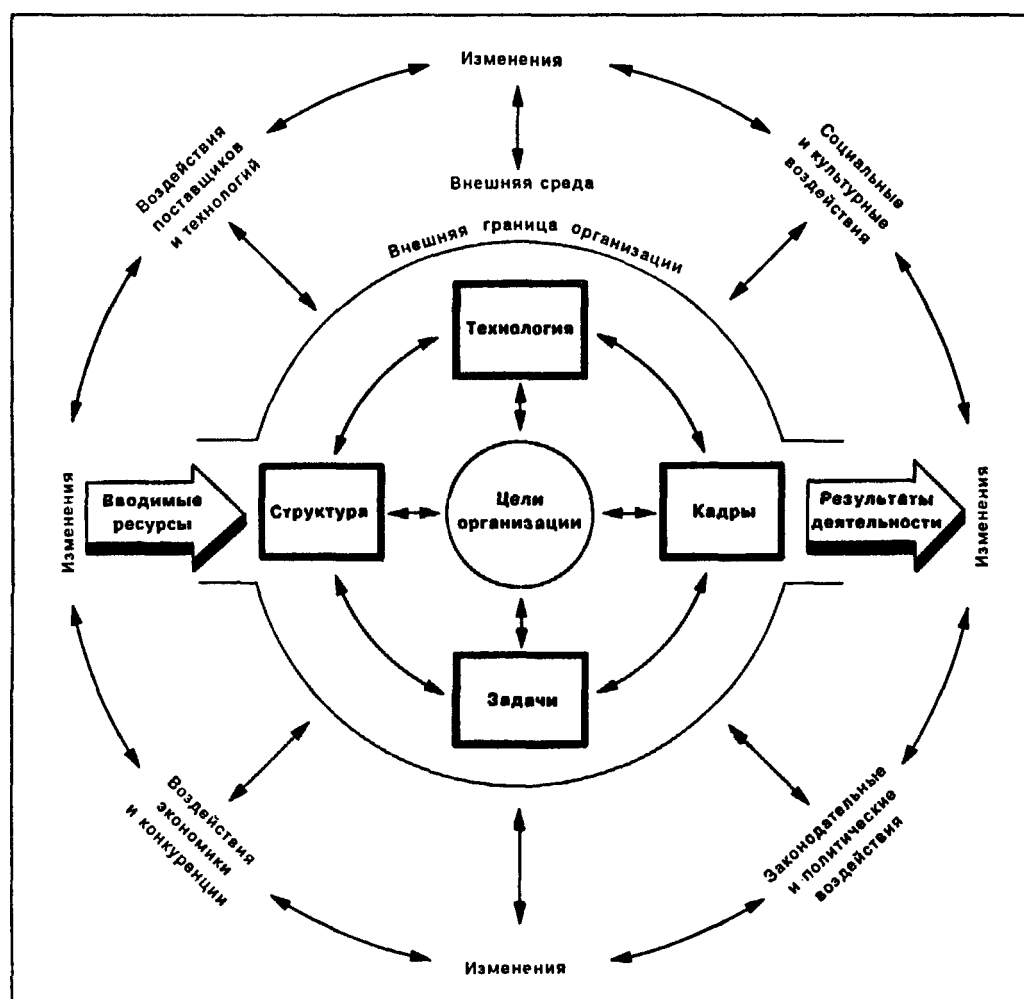 Изменения
Воздействия
поставщиков
и технологий
Социальные
и культурные
воздействия
Внешняя среда
Внешняя граница организации
Технология
Изменения
Вводимые
ресурсы
Структура
Цели
организации
Кадры
Результаты
деятельности
Изменения
Задачи
Воздействия
экономики
и конкуренции
Законодательные
и политические
воздействия
Изменения